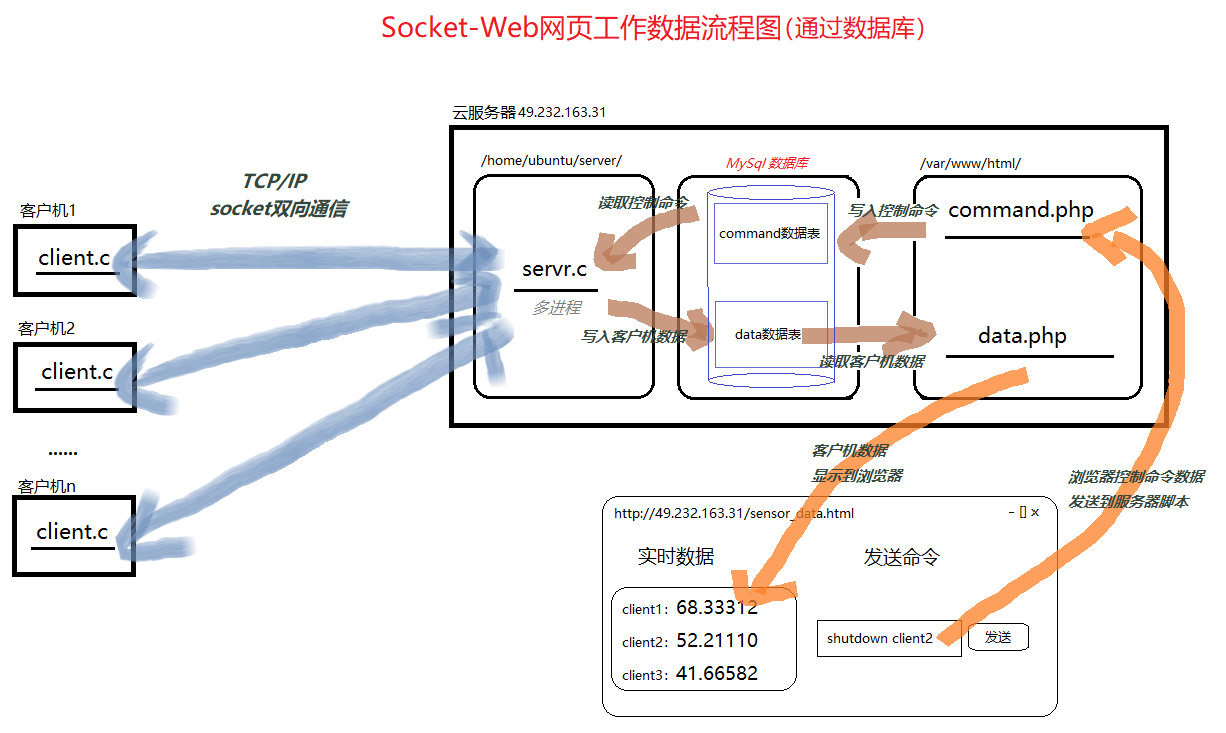 Socket-Web网页工作数据流程图(通过数据库)
云服务器49.232.163.31
/home/ubuntu/server/
MySql 数据库
/var/www/html/
TCP/IP
socket双向通信
读取控制命令
写入控制命令
command.php
客户机1
client.c
command数据表
servr.c
多进程
客户机2
client.c
写入客户机数据
data数据表
data.php
读取客户机数据
......
客户机n
client.c
客户机数据
显示到浏览器
浏览器控制命令数据
发送到服务器脚本
http://49.232.163.31/sensor_data.html
- [] ×
实时数据
发送命令
client1: 68.33312
client2: 52.21110
client3: 41.66582
shutdown client2
发送